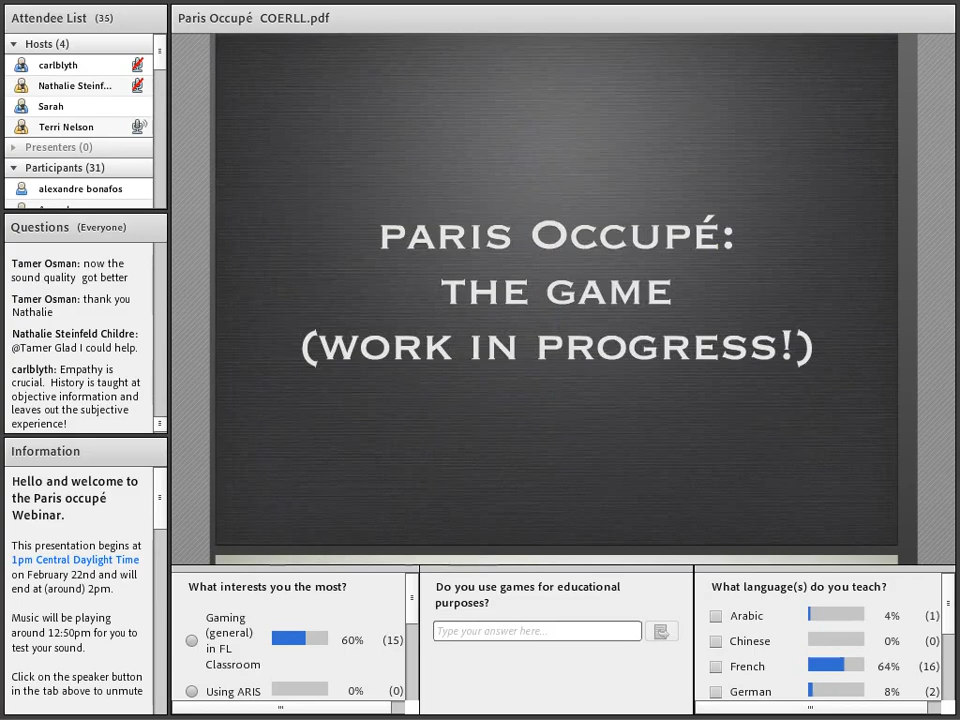 Attendee List (35)
Hosts (4)
carlblyth
Nathalie Steinf...
Sarah
Terri Nelson
Presenters (0)
Participants (31)
alexandre bonafos
Questions (Everyone)
Tamer Osman: now the
sound quality got better
Tamer Osman: thank you
Nathalie
Nathalie Steinfeld Childre:
@Tamer Glad I could help.
carlblyth: Empathy is
crucial. History is taught at
objective information and
leaves out the subjective
experience!
Information
Hello and welcome to
the Paris occupé
Webinar.
This presentation begins at
1pm Central Daylight Time
on February 22nd and will
end at (around) 2pm.
Music will be playing
around 12:50pm for you to
test your sound.
Click on the speaker button
in the tab above to unmute
Paris Occupé COERLL.pdf
PARIS OCCUPÉ:
THE GAME
(WORK IN PROGRESS!)
What interests you the most?
Gaming
(general)
in FL
Classroom
60% (15)
Using ARIS 0% (0)
Do you use games for educational
purposes?
Type your answer here...
What language(s) do you teach?
Arabic 4% (1)
Chinese 0% (0)
French 64% (16)
German 8% (2)